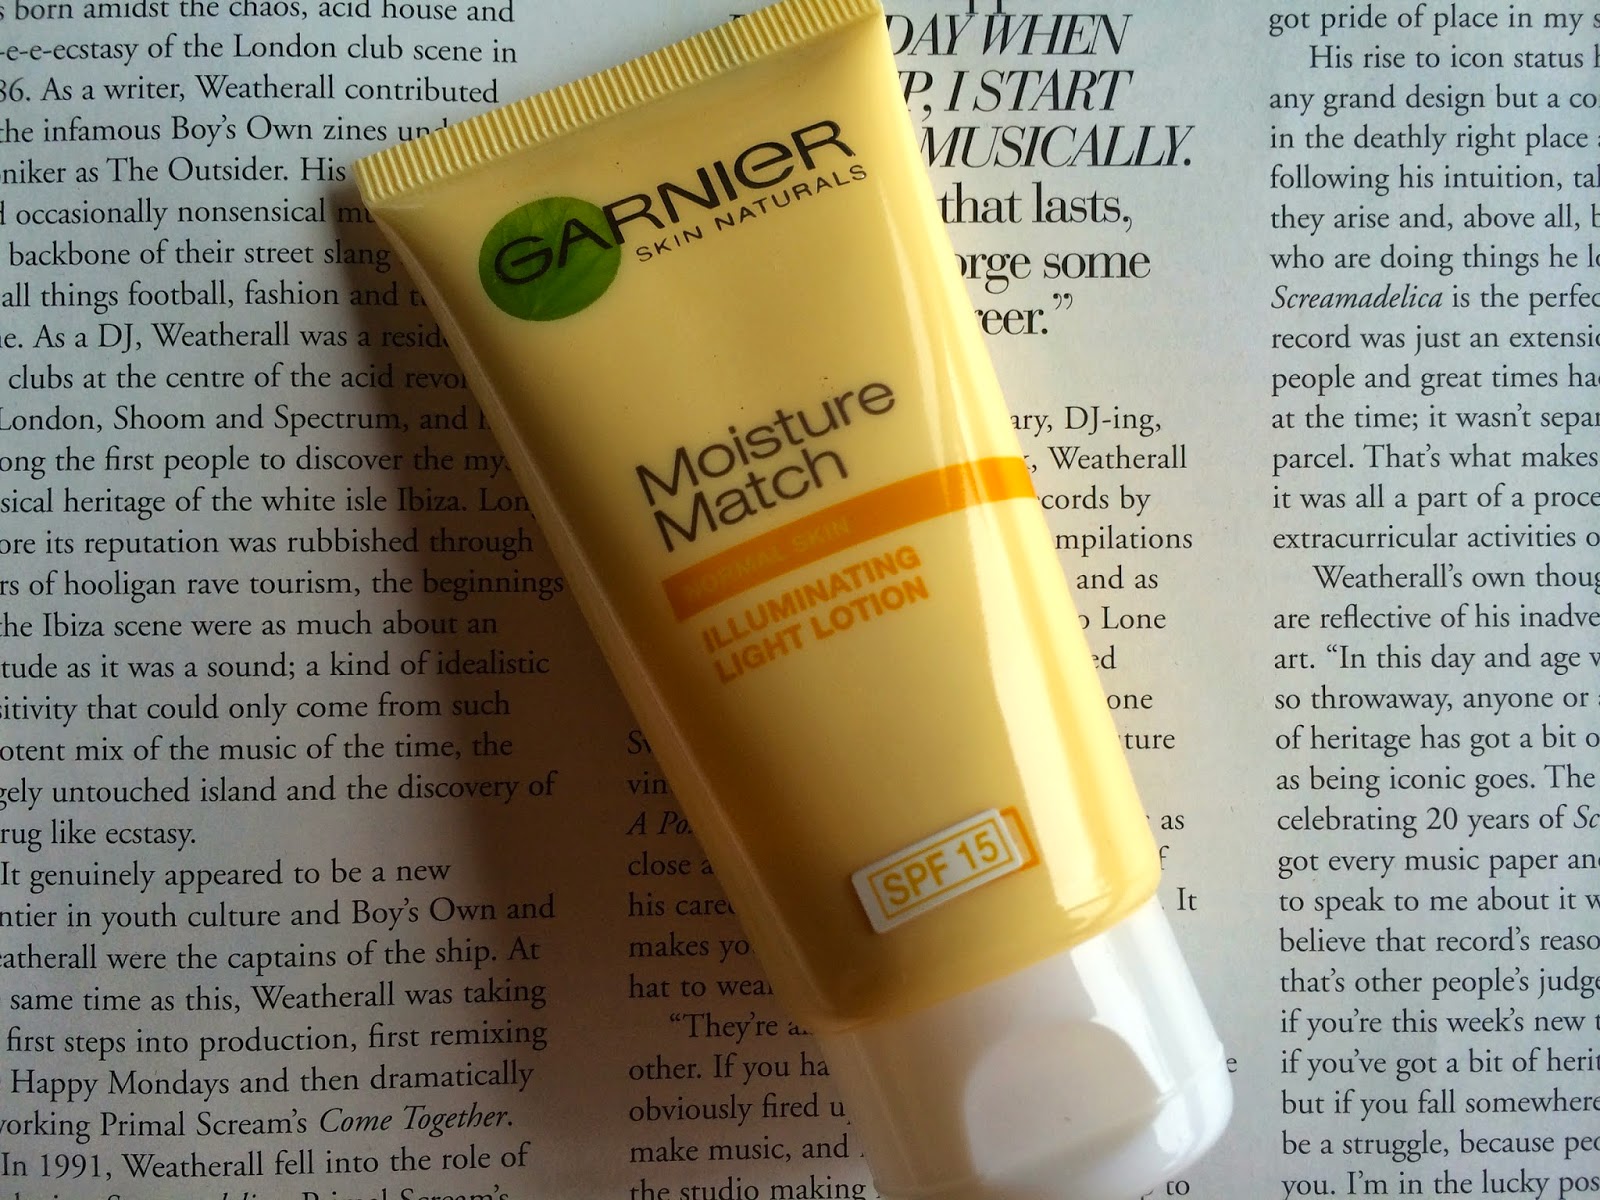 s born amidst the chaos, acid house and
-e-e-ecstasy of the London club scene in
86. As a writer, Weatherall contributed
the infamous Boy's Own zines
niker as The Outsider. His
occasionally nonsensical
backbone of their street slang
all things football, fashion and
e. As a DJ, Weatherall was a
clubs at the centre of the acid
London, Shoom and Spectrum, and
ong the first people to discover the
sical heritage of the white isle Ibiza.
ore its reputation was rubbished through
rs of hooligan rave tourism, the beginnings
the Ibiza scene were as much about an
tude as it was a sound; a kind of idealistic
sitivity that could only come from such
otent mix of the music of the time, the
gely untouched island and the discovery of
rug like ecstasy.
It genuinely appeared to be a new
ntier in youth culture and Boy's Own and
eatherall were the captains of the ship. At
same time as this, Weatherall was taking
first steps into production, first remixing
Happy Mondays and then dramatically
working Primal Scream's Come Together.
In 1991, Weatherall fell into the role of
GARNIER
SKIN NATURALS
Moisture
Match
NORMAL SKIN
ILLUMINATING
LIGHT LOTION
SPF 15
DAY WHEN
P, I START
MUSICALLY.
that lasts,
orge some
reer."
ary, DJ-ing,
, Weatherall
cords by
mpilations
and as
Lone
ed
one
ture
as
f
It
vin
A Po
close a
his care
makes yo
hat to wea
"They're
other. If you ha
obviously fired u
make music, and
the studio making
to
got pride of place in my s
His rise to icon status
any grand design but a co
in the deathly right place
following his intuition, ta
they arise and, above all, b
who are doing things he l
Screamadelica is the perfec
record was just an extensi
people and great times ha
at the time; it wasn't separ
parcel. That's what makes
it was all a part of a proce
extracurricular activities o
Weatherall's own thoug
are reflective of his inadve
art. "In this day and age w
so throwaway, anyone or
of heritage has got a bit o
as being iconic goes. The
celebrating 20 years of Sc
got every music paper an
to speak to me about it w
believe that record's reaso
that's other people's judge
if you're this week's new t
if you've got a bit of herit
but if you fall somewhere
be a struggle, because peo
you. I'm in the lucky pos